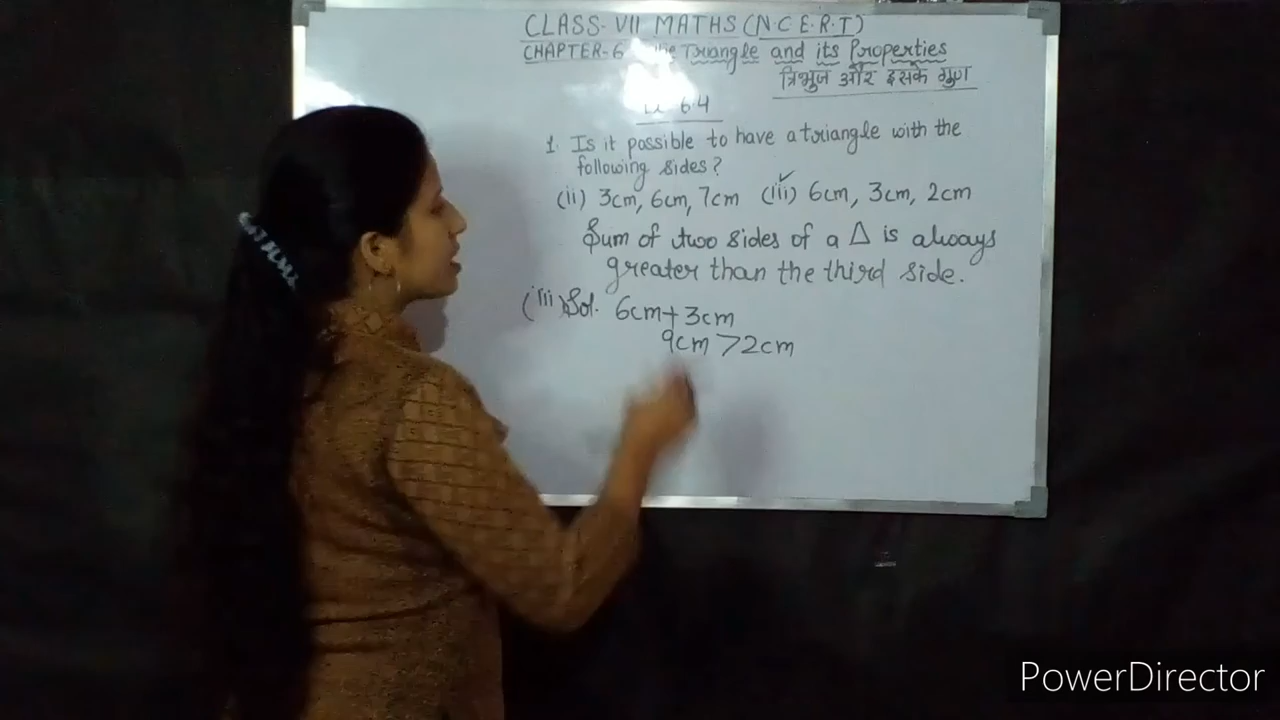 CLASS-VII MATHS (N.C.E.R.T)
CHAPTER-6 Triangle and its Properties
त्रिभुज और इसके गुण
6.4
1. Is it possible to have a triangle with the
following sides?
(ii) 3cm, 6cm, 7cm (iii) 6cm, 3cm, 2cm
Sum of two sides of a Δ is always
greater than the third side.
(iii) Sol. 6cm+3cm
9cm >2cm
PowerDirector